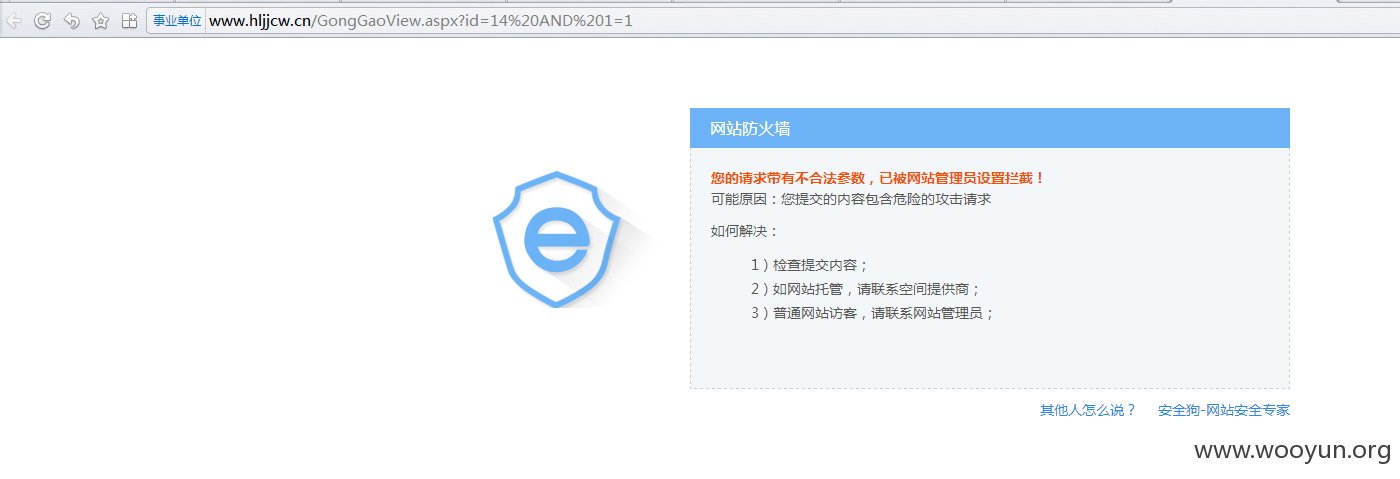 事业单位 www.hljjcw.cn/GongGaoView.aspx?id=14%20AND%201=1
网站防火墙
您的请求带有不合法参数，已被网站管理员设置拦截！
可能原因：您提交的内容包含危险的攻击请求
如何解决：
1）检查提交内容；
2）如网站托管，请联系空间提供商；
3）普通网站访客，请联系网站管理员；
其他人怎么说？ 安全狗-网站安全专家
www.wooyun.org